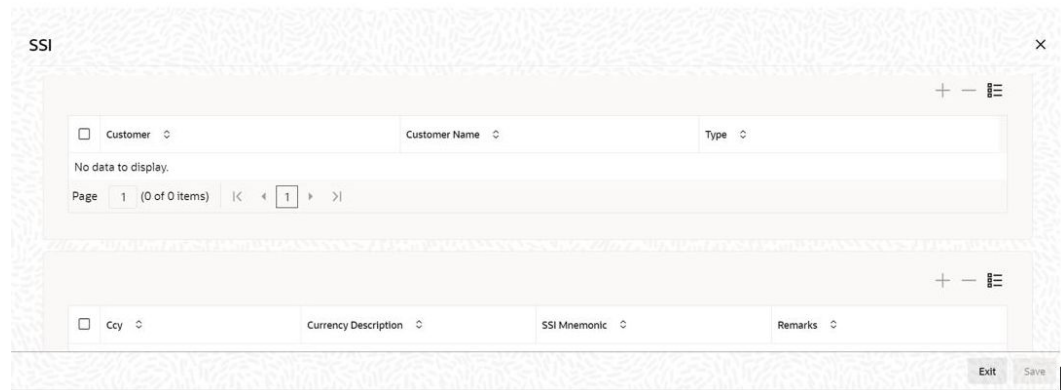 SSI
Customer Customer Name Type
No data to display.
Page 1 (0 of 0 items) 1
Ccy Currency Description SSI Mnemonic Remarks
Exit Save